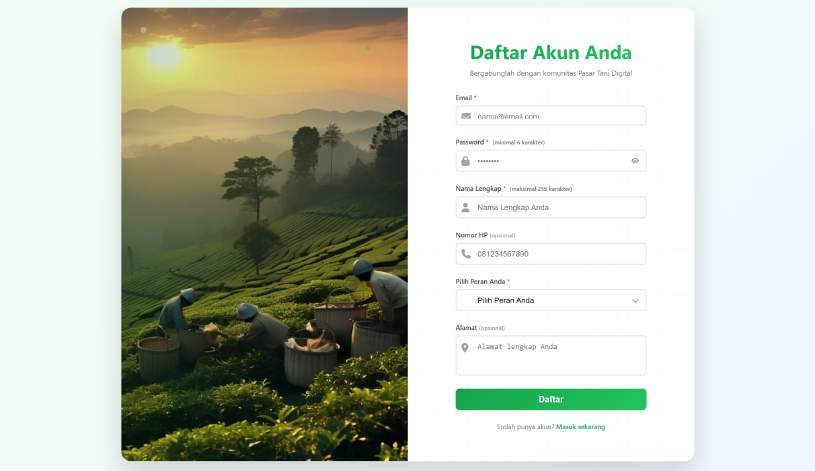 Daftar Akun Anda
Bergabunglah dengan komunitas Pasar Tani Digital
Email *
nama@email.com
Password * (minimal 6 karakter)
••••••••
Nama Lengkap * (maksimal 255 karakter)
Nama Lengkap Anda
Nomor HP (opsional)
081234567890
Pilih Peran Anda *
Pilih Peran Anda
Alamat (opsional)
Alamat lengkap Anda
Daftar
Sudah punya akun? Masuk sekarang